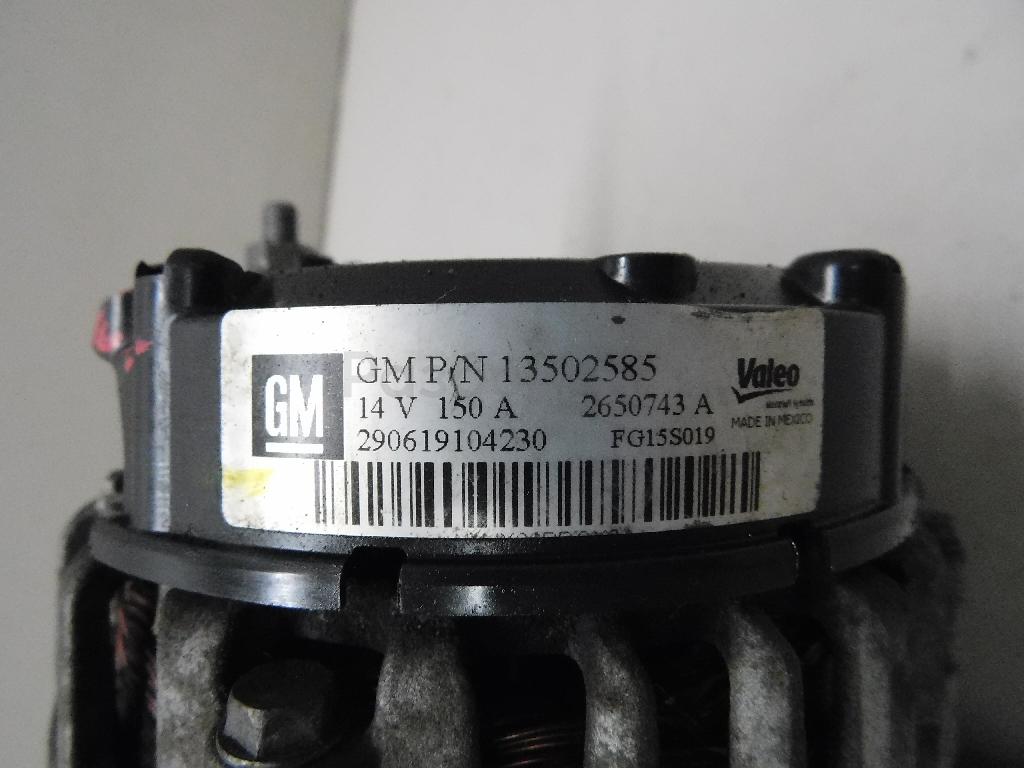 GM
GM P/N 13502585
14 V 150 A 2650743 A
290619104230 FG15S019
Valeo
MADE IN MEXICO